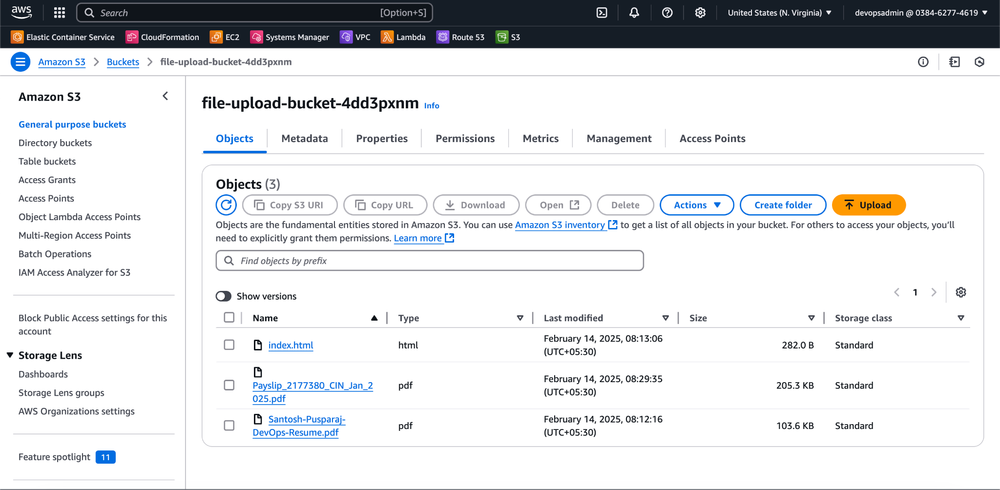 aws
Search
[Option+S]
United States (N. Virginia)
devopsadmin @ 0384-6277-4619
Elastic Container Service
CloudFormation
EC2
Systems Manager
VPC
Lambda
Route 53
S3
Amazon S3
Buckets
file-upload-bucket-4dd3pxnm
Amazon S3
General purpose buckets
Directory buckets
Table buckets
Access Grants
Access Points
Object Lambda Access Points
Multi-Region Access Points
Batch Operations
IAM Access Analyzer for S3
Block Public Access settings for this
account
Storage Lens
Dashboards
Storage Lens groups
AWS Organizations settings
Feature spotlight 11
file-upload-bucket-4dd3pxnm Info
Objects
Metadata
Properties
Permissions
Metrics
Management
Access Points
Objects (3)
Copy S3 URI
Copy URL
Download
Open
Delete
Actions
Create folder
Upload
Objects are the fundamental entities stored in Amazon S3. You can use Amazon S3 inventory to get a list of all objects in your bucket. For others to access your objects, you'll
need to explicitly grant them permissions. Learn more
Find objects by prefix
Show versions
1
Name
Type
Last modified
Size
Storage class
index.html
html
February 14, 2025, 08:13:06
(UTC+05:30)
282.0 B
Standard
Payslip_2177380_CIN_Jan_2
025.pdf
pdf
February 14, 2025, 08:29:35
(UTC+05:30)
205.3 KB
Standard
Santosh-Pusparaj-
DevOps-Resume.pdf
pdf
February 14, 2025, 08:12:16
(UTC+05:30)
103.6 KB
Standard